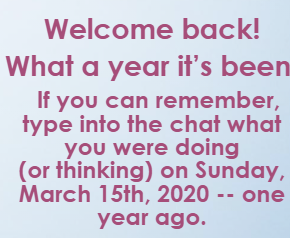 Welcome back!
What a year it's been
If you can remember,
type into the chat what
you were doing
(or thinking) on Sunday,
March 15th, 2020 -- one
year ago.